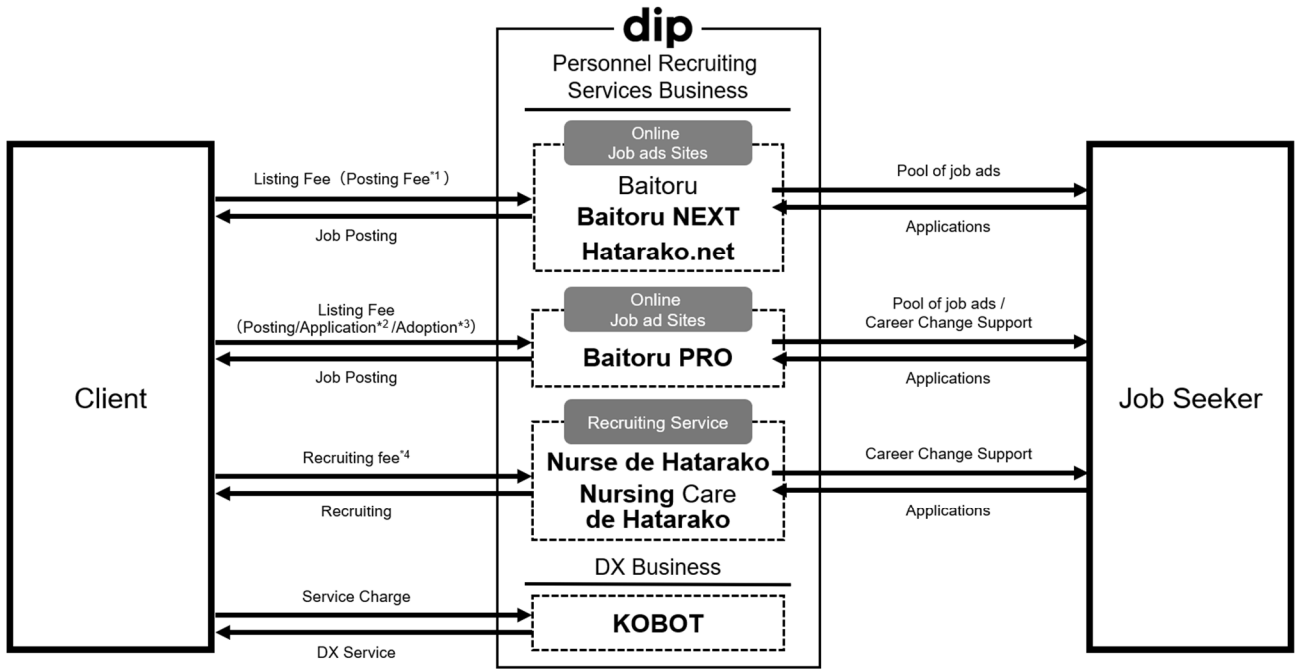 dip
Personnel Recruiting
Services Business
Online
Job ads Sites
Listing Fee（Posting Fee*1）
Baitoru
Pool of job ads
Baitoru NEXT
Job Posting
Applications
Hatarako.net
Online
Job ad Sites
Listing Fee
（Posting/Application*2/Adoption*3）
Pool of job ads /
Career Change Support
Baitoru PRO
Job Posting
Applications
Client
Job Seeker
Recruiting Service
Recruiting fee*4
Nurse de Hatarako
Career Change Support
Nursing Care
de Hatarako
Recruiting
Applications
DX Business
Service Charge
KOBOT
DX Service